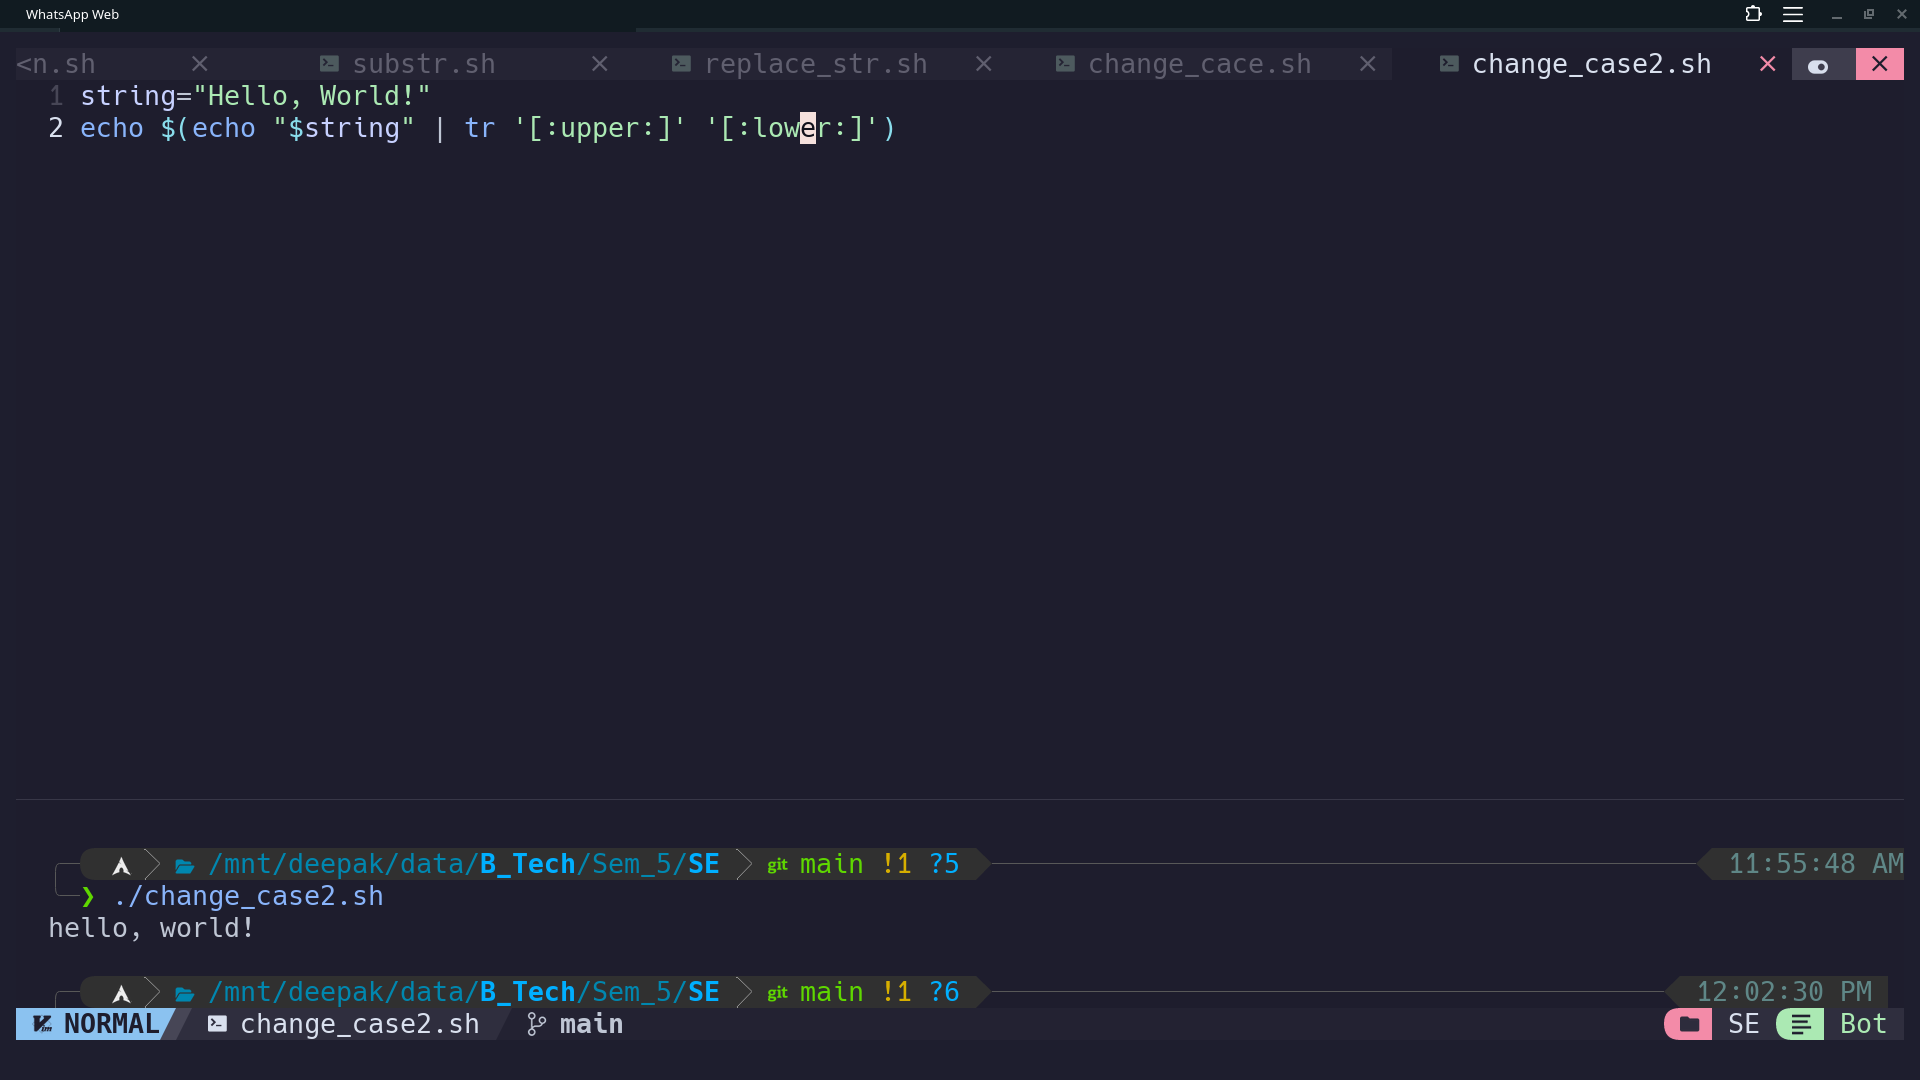 WhatsApp Web
<n.sh substr.sh replace_str.sh change_cace.sh change_case2.sh
1 string="Hello, World!"
2 echo $(echo "$string" | tr '[:upper:]' '[:lower:]')
/mnt/deepak/data/B_Tech/Sem_5/SE git main !1 ?5 11:55:48 AM
❯ ./change_case2.sh
hello, world!
/mnt/deepak/data/B_Tech/Sem_5/SE git main !1 ?6 12:02:30 PM
NORMAL change_case2.sh main SE Bot